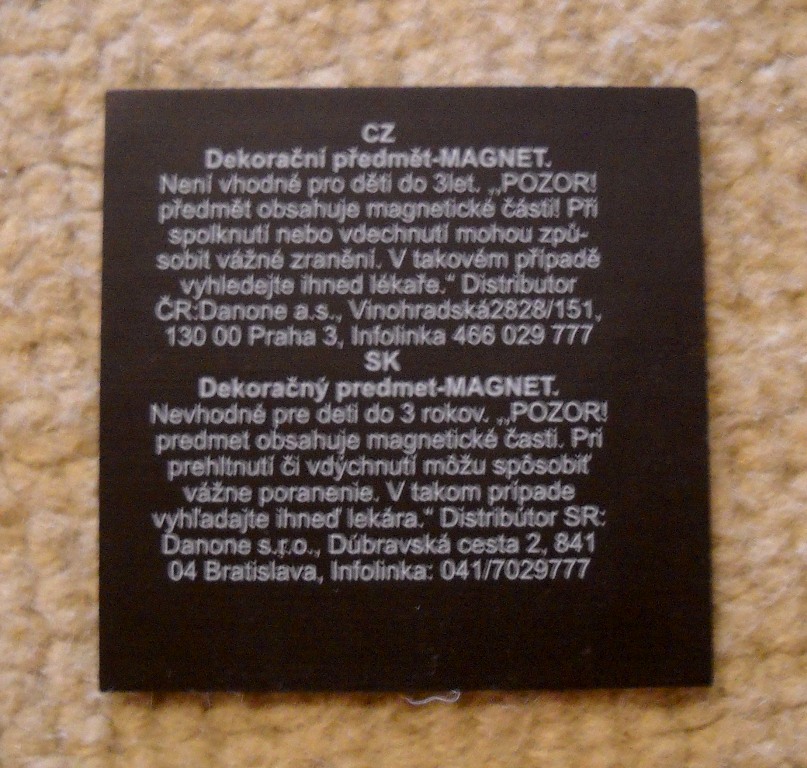 CZ
Dekorační předmět-MAGNET.
Není vhodné pro děti do 3let. „POZOR!
předmět obsahuje magnetické části! Při
spolknutí nebo vdechnutí mohou způ-
sobit vážné zranění. V takovém případě
vyhledejte ihned lékaře.“ Distributor
ČR:Danone a.s., Vinohradská2828/151,
130 00 Praha 3, Infolinka 466 029 777
SK
Dekoračný predmet-MAGNET.
Nevhodné pre deti do 3 rokov. „POZOR!
predmet obsahuje magnetické časti. Pri
prehltnutí či vdýchnutí môžu spôsobiť
vážne poranenie. V takom prípade
vyhľadajte ihneď lekára.“ Distribútor SR:
Danone s.r.o., Dúbravská cesta 2, 841
04 Bratislava, Infolinka: 041/7029777